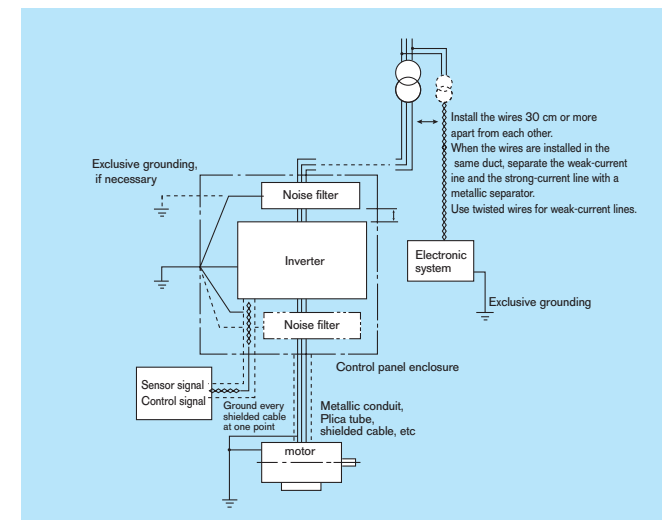 Install the wires 30 cm or more
apart from each other.
When the wires are installed in the
same duct, separate the weak-current
ine and the strong-current line with a
metallic separator.
Use twisted wires for weak-current lines.
Exclusive grounding,
if necessary
Noise filter
Inverter
Electronic
system
Exclusive grounding
Noise filter
Control panel enclosure
Sensor signal
Control signal
Ground every
shielded cable
at one point
Metallic conduit,
Plica tube,
shielded cable, etc
motor